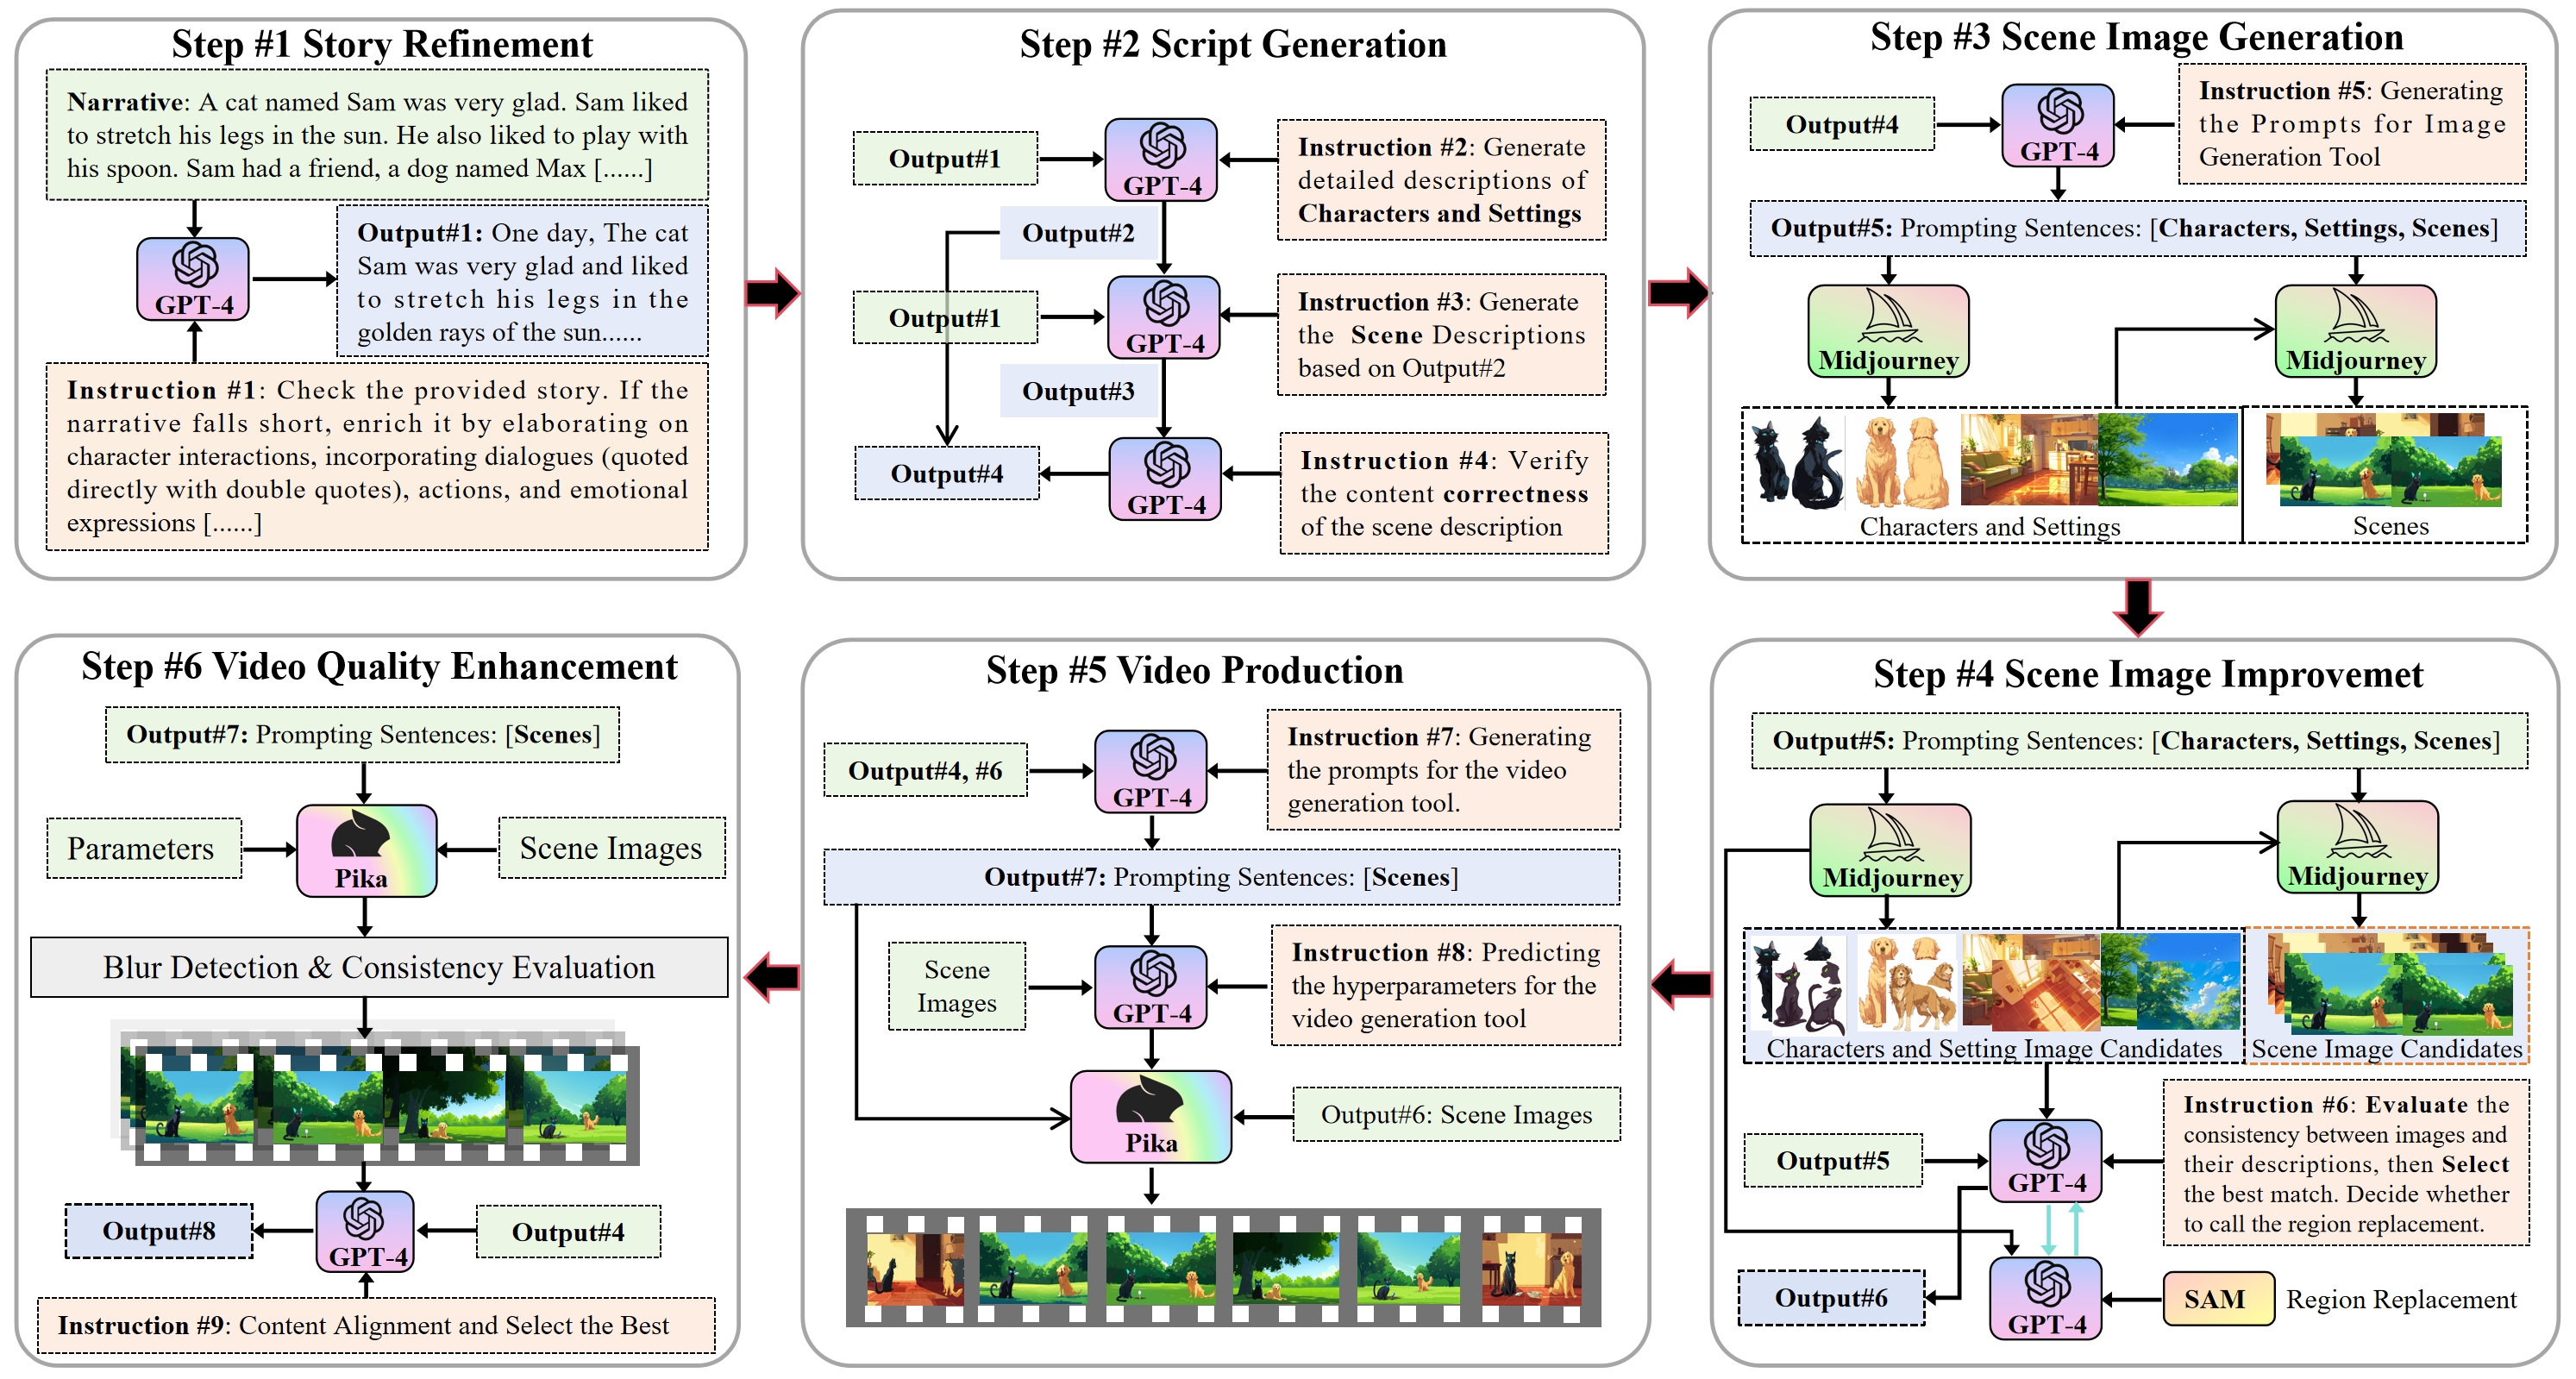 Step #1 Story Refinement
Narrative: A cat named Sam was very glad. Sam liked
to stretch his legs in the sun. He also liked to play with
his spoon. Sam had a friend, a dog named Max [......]
GPT-4
Output#1: One day, The cat
Sam was very glad and liked
to stretch his legs in the
golden rays of the sun......
Instruction #1: Check the provided story. If the
narrative falls short, enrich it by elaborating on
character interactions, incorporating dialogues (quoted
directly with double quotes), actions, and emotional
expressions [......]
Step #2 Script Generation
Output#1
GPT-4
Instruction #2: Generate
detailed descriptions of
Characters and Settings
Output#2
Output#1
GPT-4
Instruction #3: Generate
the Scene Descriptions
based on Output#2
Output#3
Output#4
GPT-4
Instruction #4: Verify
the content correctness
of the scene description
Step #3 Scene Image Generation
Output#4
GPT-4
Instruction #5: Generating
the Prompts for Image
Generation Tool
Output#5: Prompting Sentences: [Characters, Settings, Scenes]
Midjourney
Midjourney
Characters and Settings
Scenes
Step #4 Scene Image Improvemet
Output#5: Prompting Sentences: [Characters, Settings, Scenes]
Midjourney
Midjourney
Characters and Setting Image Candidates
Scene Image Candidates
Output#5
GPT-4
Instruction #6: Evaluate the
consistency between images and
their descriptions, then Select
the best match. Decide whether
to call the region replacement.
Output#6
GPT-4
SAM
Region Replacement
Step #5 Video Production
Output#4, #6
GPT-4
Instruction #7: Generating
the prompts for the video
generation tool.
Output#7: Prompting Sentences: [Scenes]
Scene
Images
GPT-4
Instruction #8: Predicting
the hyperparameters for the
video generation tool
Pika
Output#6: Scene Images
Step #6 Video Quality Enhancement
Output#7: Prompting Sentences: [Scenes]
Parameters
Pika
Scene Images
Blur Detection & Consistency Evaluation
Output#8
GPT-4
Output#4
Instruction #9: Content Alignment and Select the Best